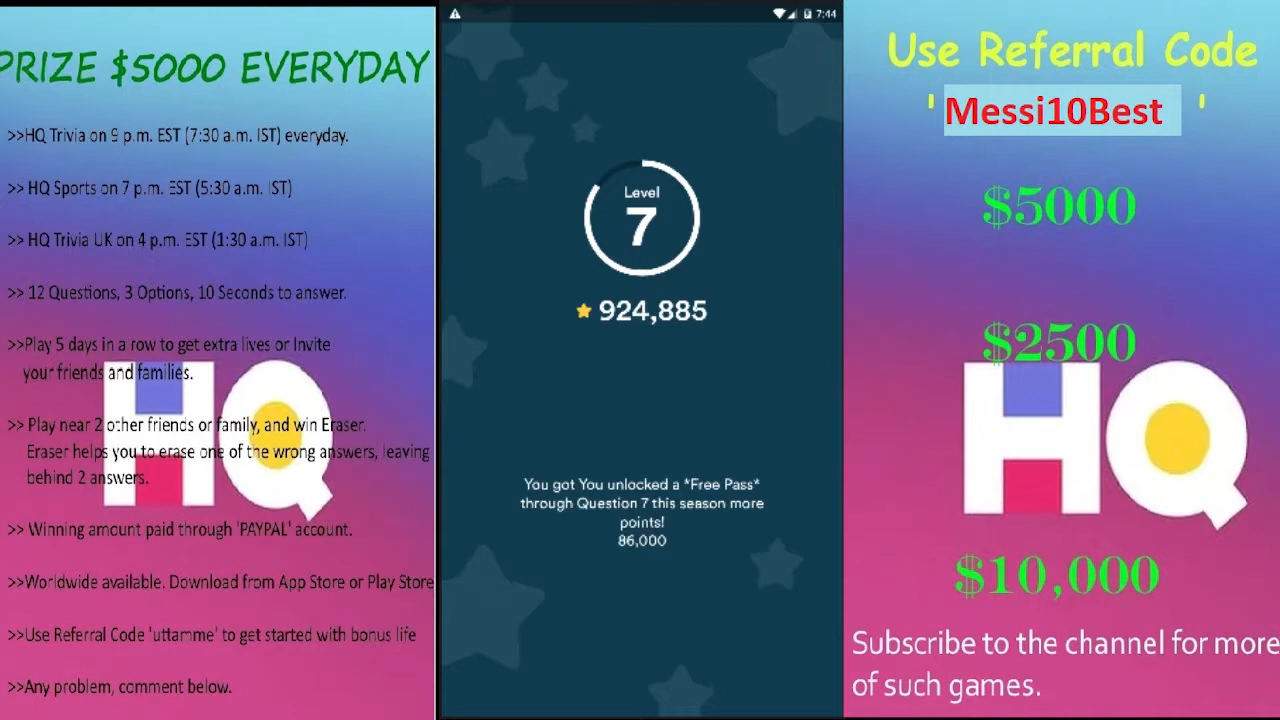 PRIZE $5000 EVERYDAY
>>HQ Trivia on 9 p.m. EST (7:30 a.m. IST) everyday.
>> HQ Sports on 7 p.m. EST (5:30 a.m. IST)
>> HQ Trivia UK on 4 p.m. EST (1:30 a.m. IST)
>> 12 Questions, 3 Options, 10 Seconds to answer.
>>Play 5 days in a row to get extra lives or Invite
your friends and families.
>> Play near 2 other friends or family, and win Eraser.
Eraser helps you to erase one of the wrong answers, leaving
behind 2 answers.
>> Winning amount paid through 'PAYPAL' account.
>>Worldwide available. Download from App Store or Play Store
>>Use Referral Code 'uttamme' to get started with bonus life
>>Any problem, comment below.
HQ
7:44
Level
7
924,885
You got You unlocked a *Free Pass*
through Question 7 this season more
points!
86,000
Use Referral Code
' Messi10Best '
$5000
$2500
HQ
$10,000
Subscribe to the channel for more
of such games.